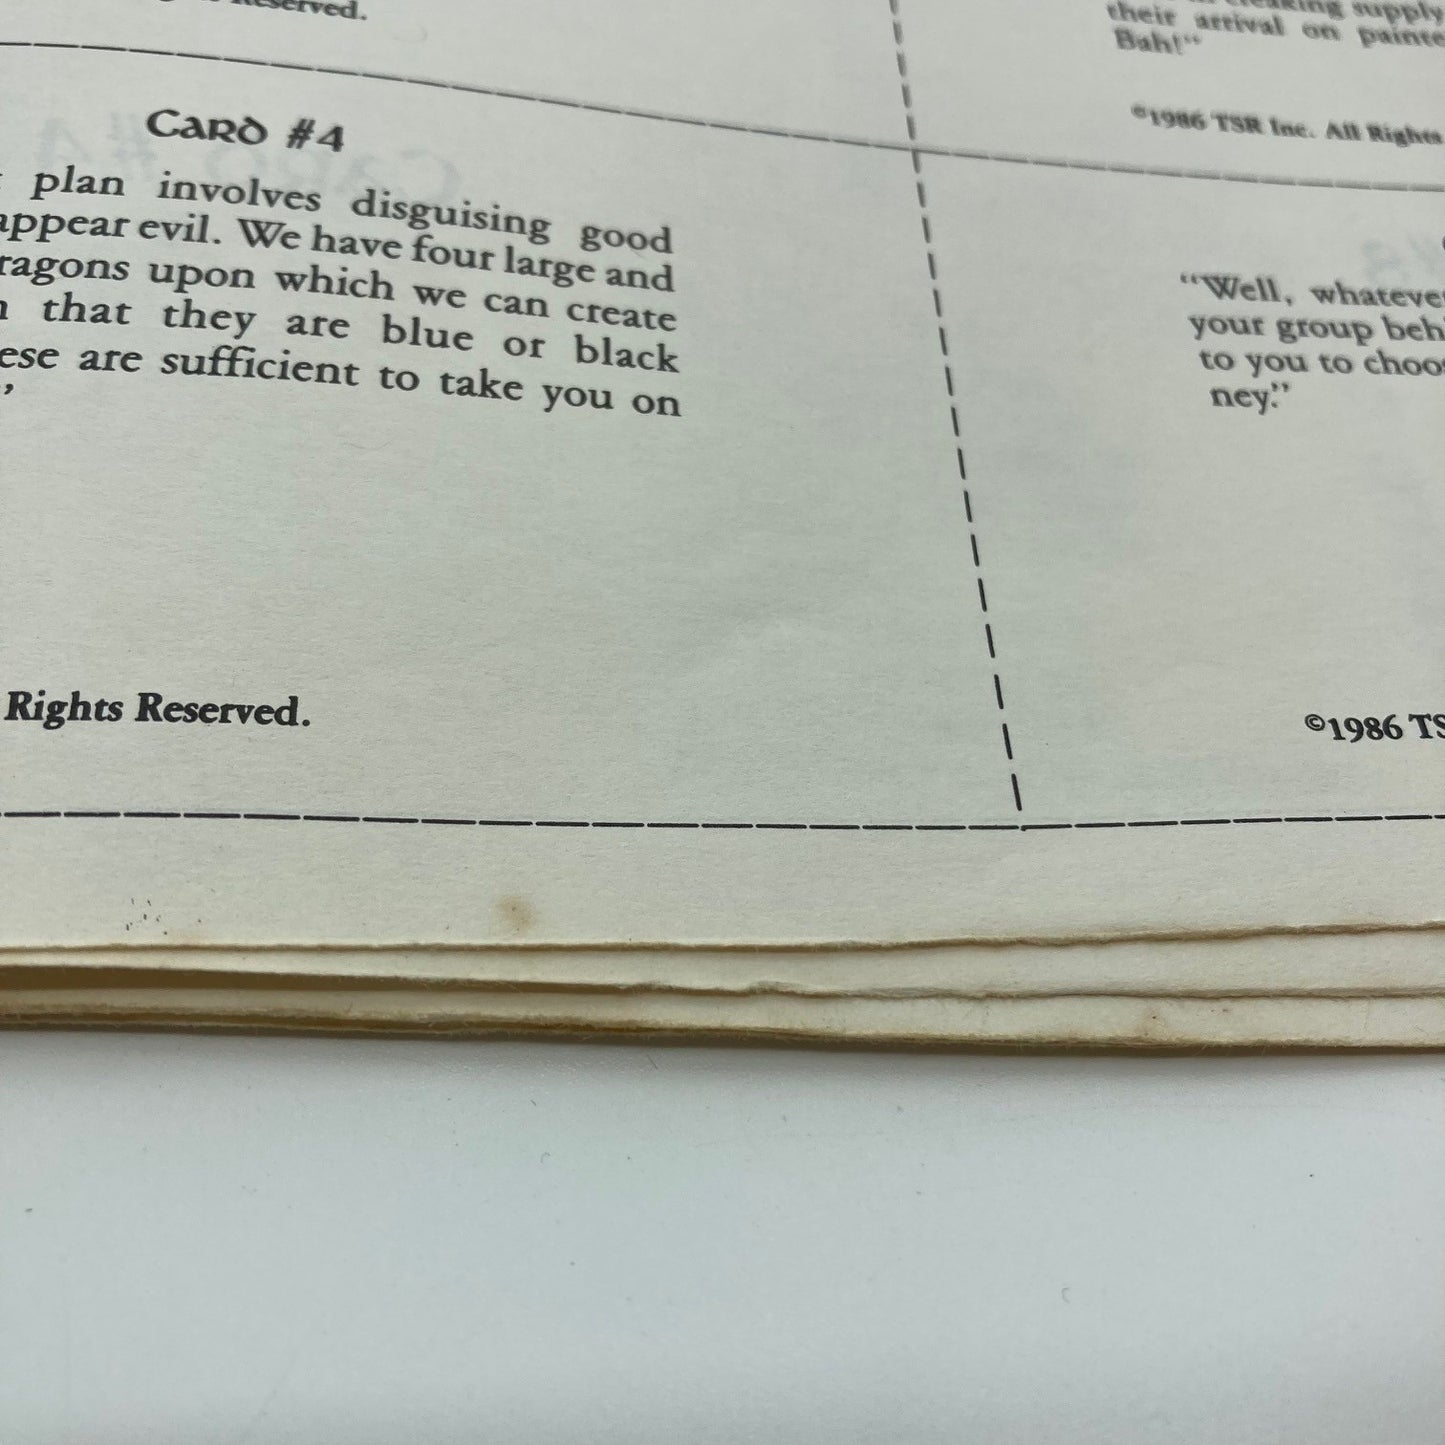 Reserved.
Card #4
plan involves disguising good
appear evil. We have four large and
ragons upon which we can create
that they are blue or black
ese are sufficient to take you on
”
Rights Reserved.
supply
their arrival on painte
Bah!“
©1986 TSR Inc. All Rights
“Well, whatever
your group beh
to you to choos
ney.”
©1986 TS